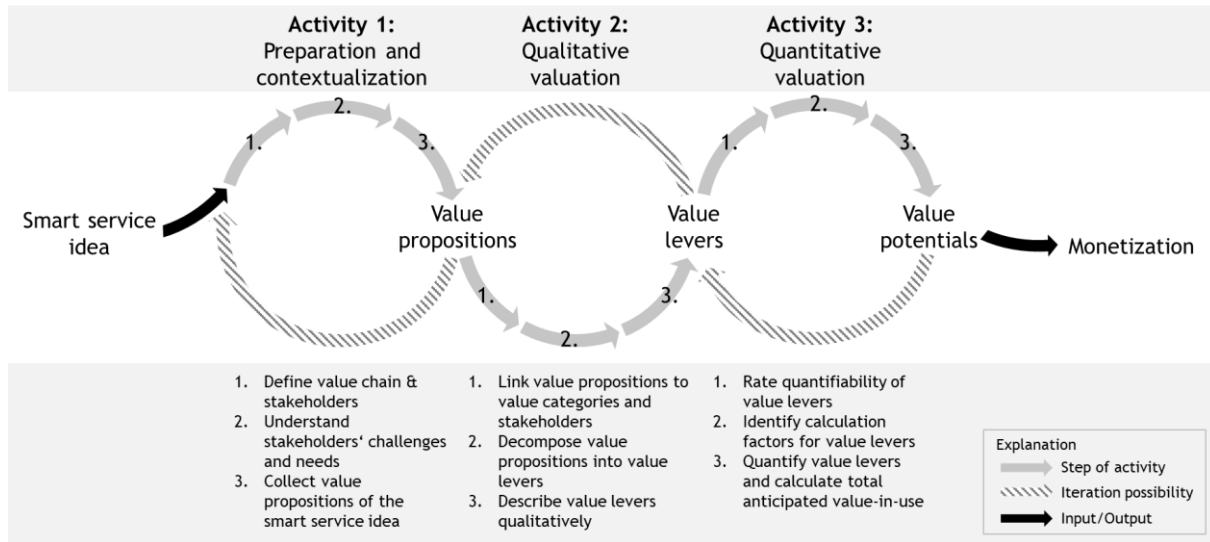 Activity 1:
Preparation and
contextualization
Activity 2:
Qualitative
valuation
Activity 3:
Quantitative
valuation
1.
2.
3.
1.
2.
3.
Smart service
idea
Value
propositions
Value
levers
Value
potentials
Monetization
1.
2.
3.
1. Define value chain &
stakeholders
2. Understand
stakeholders‘ challenges
and needs
3. Collect value
propositions of the
smart service idea
1. Link value propositions to
value categories and
stakeholders
2. Decompose value
propositions into value
levers
3. Describe value levers
qualitatively
1. Rate quantifiability of
value levers
2. Identify calculation
factors for value levers
3. Quantify value levers
and calculate total
anticipated value-in-use
Explanation
Step of activity
Iteration possibility
Input/Output